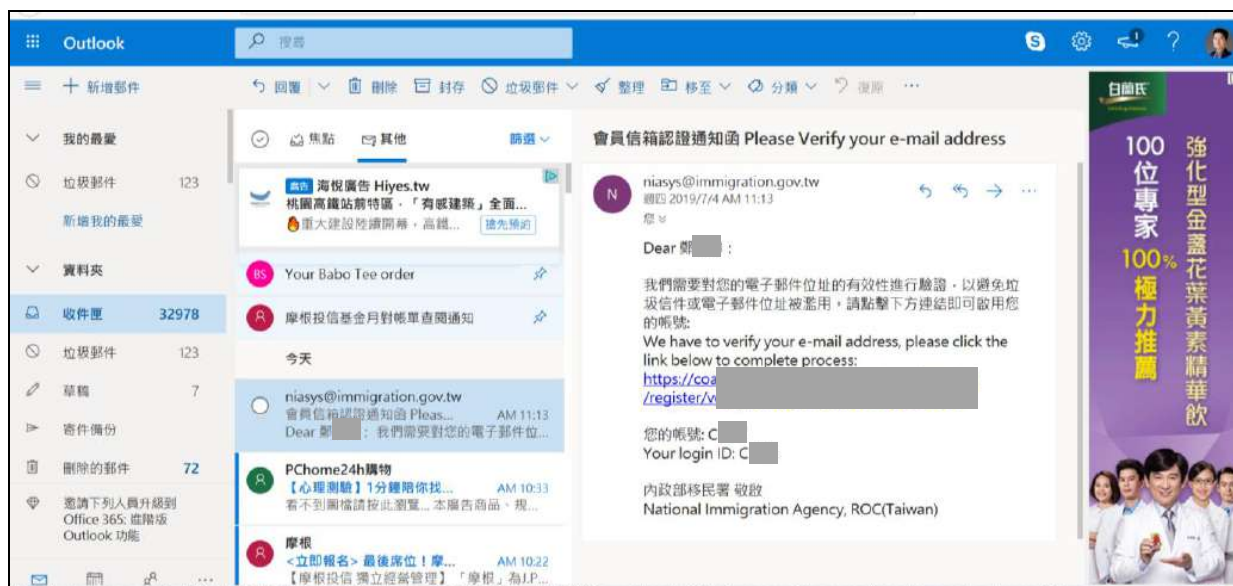 Outlook
搜尋
新增郵件
回覆
刪除
封存
垃圾郵件
整理
移至
分類
復原
我的最愛
垃圾郵件 123
新增我的最愛
資料夾
收件匣 32978
垃圾郵件 123
草稿 7
寄件備份
刪除的郵件 72
邀請下列人員升級到
Office 365: 進階版
Outlook 功能
焦點
其他
篩選
廣告 海悅廣告 Hiyes.tw
桃園高鐵站前特區·「有感建築」全面...
重大建設陸續開幕,高鐵...
搶先預約
BS
Your Babo Tee order
A
摩根投信基金月對帳單查閱通知
今天
niasys@immigration.gov.tw
會員信箱認證通知函 Pleas... AM 11:13
Dear 鄭 : 我們需要對您的電子郵件位...
A
PChome24h購物
【心理測驗】1分鐘陪你找... AM 10:33
看不到圖檔請按此瀏覽... 本廣告商品、規...
A
摩根
<立即報名> 最後席位！摩... AM 10:22
【摩根投信 獨立經營管理】「摩根」為J.P...
會員信箱認證通知函 Please Verify your e-mail address
N
niasys@immigration.gov.tw
週四 2019/7/4 AM 11:13
您
Dear 鄭 :
我們需要對您的電子郵件位址的有效性進行驗證,以避免垃
圾信件或電子郵件位址被濫用,請點擊下方連結即可啟用您
的帳號:
We have to verify your e-mail address, please click the
link below to complete process:
https://coa
/register/v
您的帳號: C
Your login ID: C
內政部移民署 敬啟
National Immigration Agency, ROC(Taiwan)
白蘭氏
100位專家
100%極力推薦
強化型金盞花葉黃素精華飲